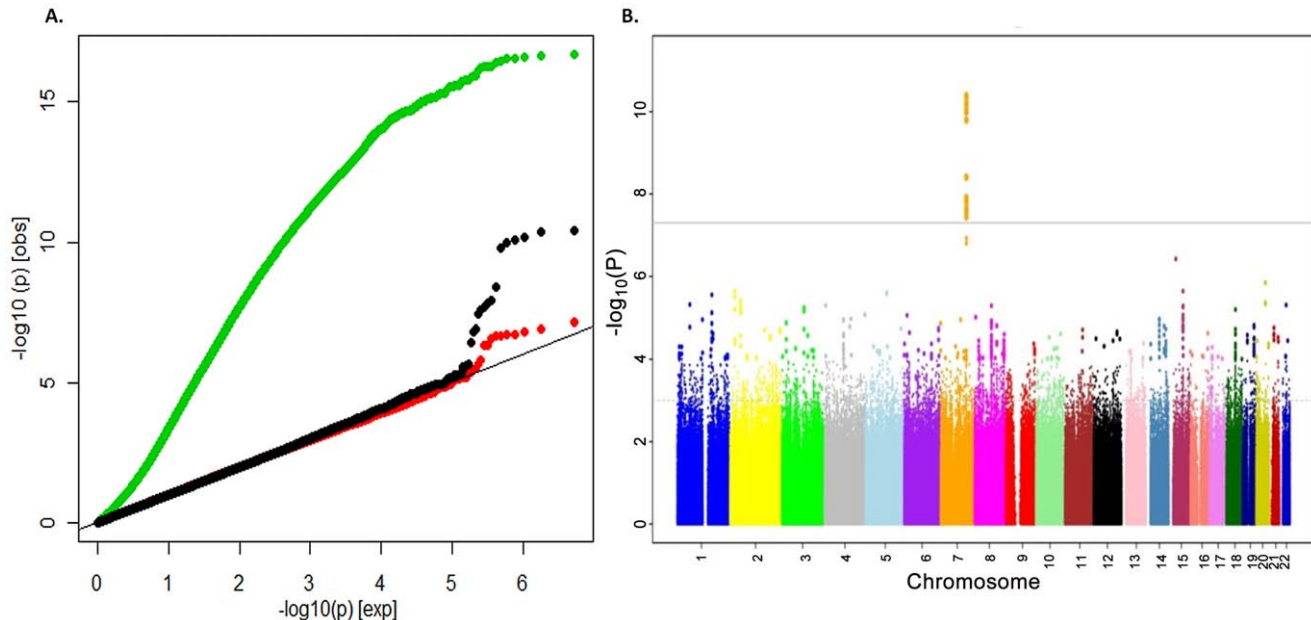 A.
B.
-log10 (p) [obs]
15
10
5
0
0 1 2 3 4 5 6
-log10(p) [exp]
-log10(P)
10
8
6
4
2
0
1 2 3 4 5 6 7 8 9 10 11 12 13 14 15 16 17 18 19 20 21 22
Chromosome